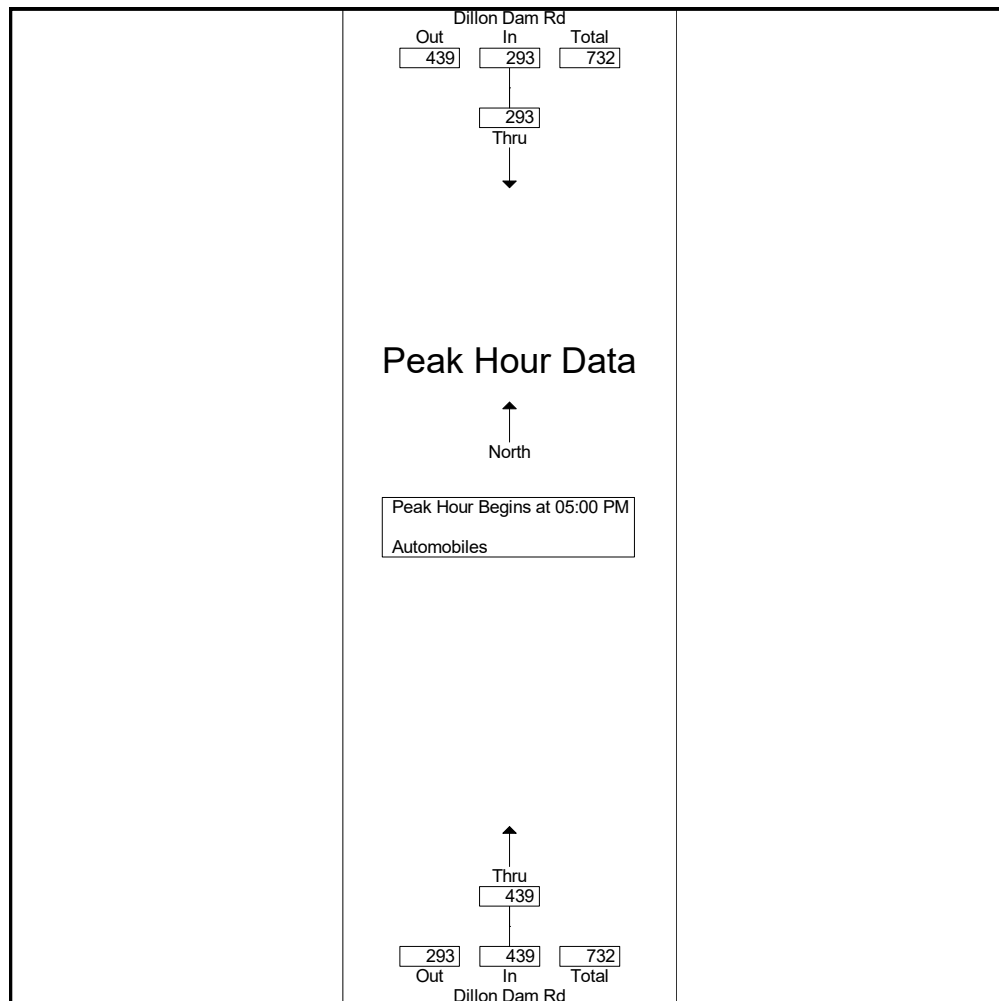 Dillon Dam Rd
Out In Total
439 293 732
293
Thru
Peak Hour Data
North
Peak Hour Begins at 05:00 PM
Automobiles
Thru
439
293 439 732
Out In Total
Dillon Dam Rd